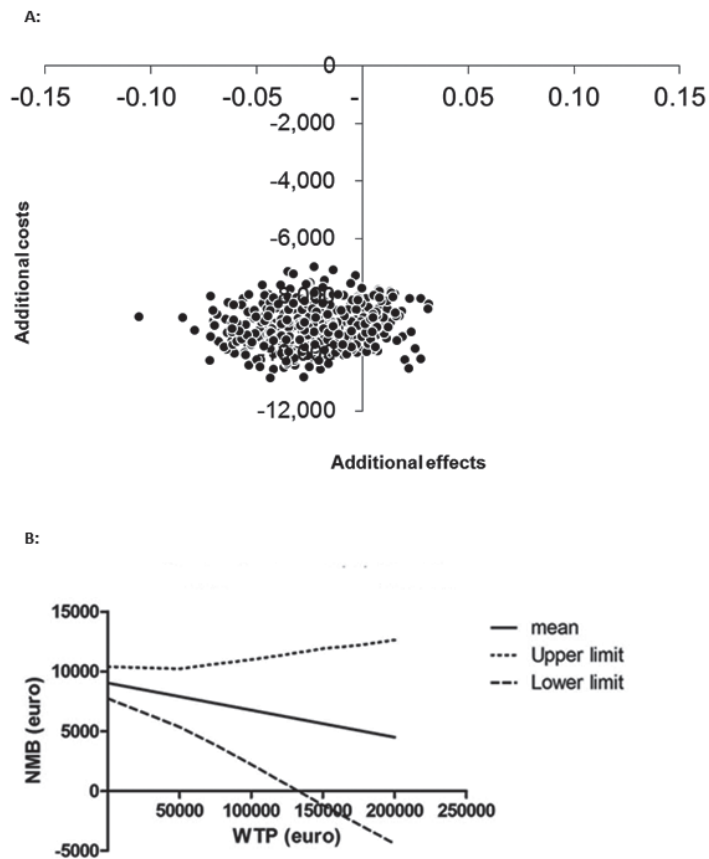 A:
0
-0.15 -0.10 -0.05 - 0.05 0.10 0.15
-2,000
-4,000
-6,000
-12,000
Additional costs
Additional effects
B:
15000
10000
5000
0
-5000
50000 100000 150000 200000 250000
NMB (euro)
WTP (euro)
mean
Upper limit
Lower limit